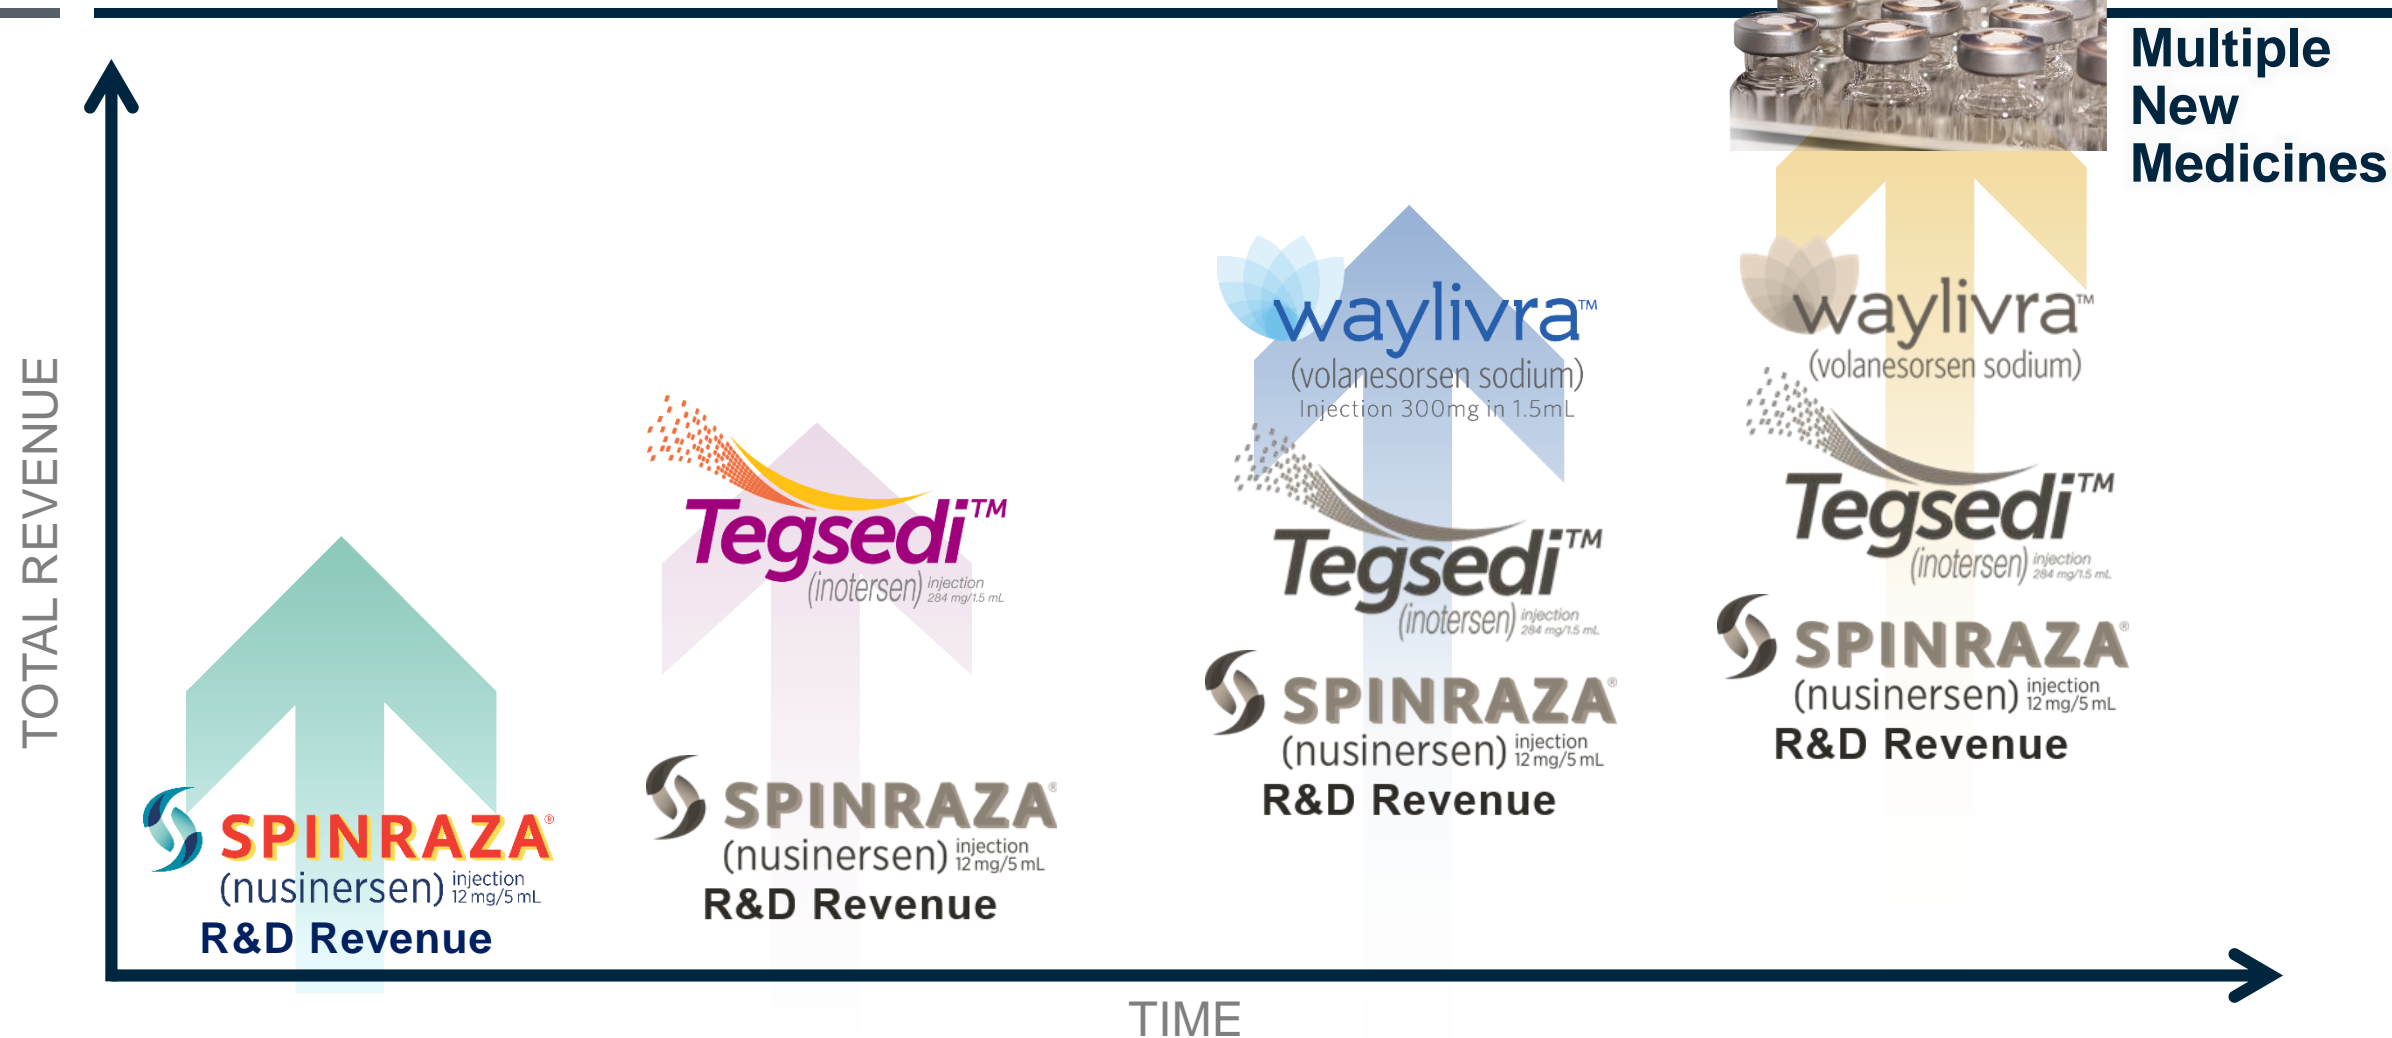 Multiple
New
Medicines
TOTAL REVENUE
SPINRAZA®
(nusinersen) injection 12 mg/5 mL
R&D Revenue
Tegsedi™
(inotersen) injection 284 mg/1.5 mL
SPINRAZA®
(nusinersen) injection 12 mg/5 mL
R&D Revenue
waylivra™
(volanesorsen sodium)
Injection 300mg in 1.5mL
Tegsedi™
(inotersen) injection 284 mg/1.5 mL
SPINRAZA®
(nusinersen) injection 12 mg/5 mL
R&D Revenue
waylivra™
(volanesorsen sodium)
Tegsedi™
(inotersen) injection 284 mg/1.5 mL
SPINRAZA®
(nusinersen) injection 12 mg/5 mL
R&D Revenue
TIME